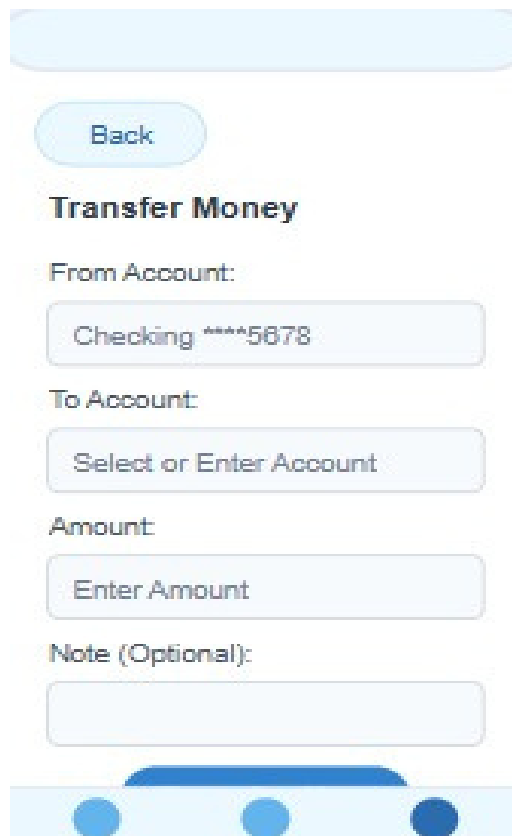 Back
Transfer Money
From Account:
Checking ****5678
To Account:
Select or Enter Account
Amount:
Enter Amount
Note (Optional):